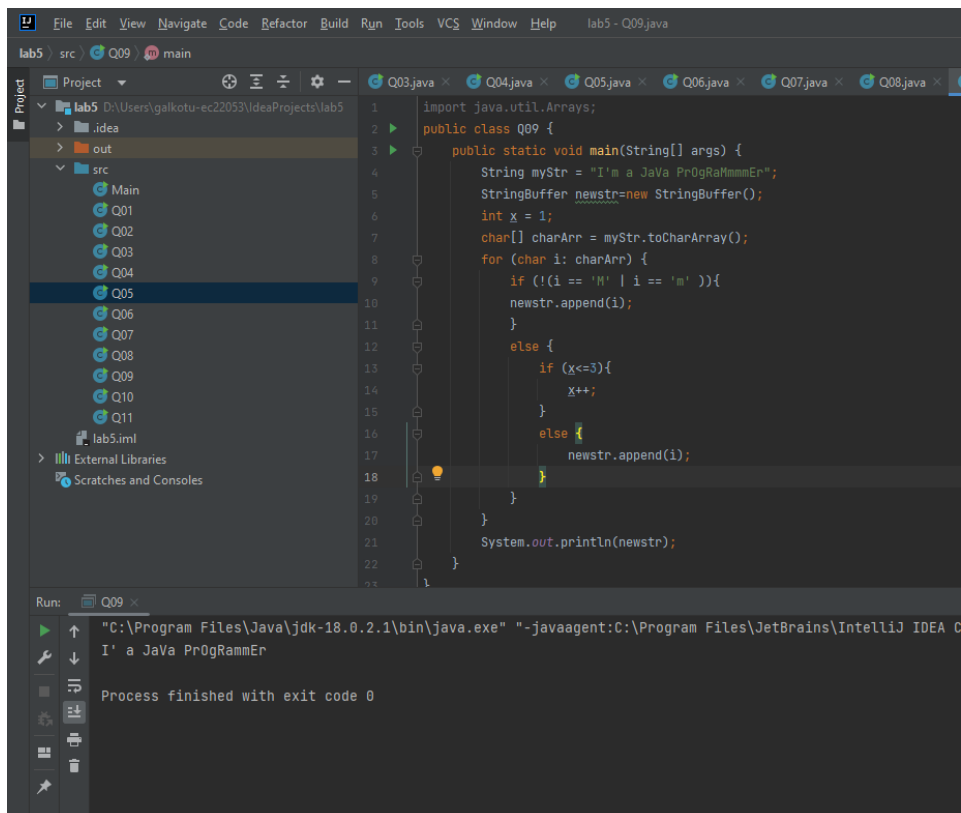 File Edit View Navigate Code Refactor Build Run Tools VCS Window Help lab5 - Q09.java
lab5 src Q09 main
Project
Project
Q03.java Q04.java Q05.java Q06.java Q07.java Q08.java
lab5 D:\Users\galkotu-ec22053\IdeaProjects\lab5
.idea
out
src
Main
Q01
Q02
Q03
Q04
Q05
Q06
Q07
Q08
Q09
Q10
Q11
lab5.iml
External Libraries
Scratches and Consoles
1 import java.util.Arrays;
2 public class Q09 {
3 public static void main(String[] args) {
4 String myStr = "I'm a JaVa PrOgRaMmmmEr";
5 StringBuffer newstr=new StringBuffer();
6 int x = 1;
7 char[] charArr = myStr.toCharArray();
8 for (char i: charArr) {
9 if (!(i == 'M' | i == 'm' )){
10 newstr.append(i);
11 }
12 else {
13 if (x<=3){
14 x++;
15 }
16 else {
17 newstr.append(i);
18 }
19 }
20 }
21 System.out.println(newstr);
22 }
23 }
Run: Q09
"C:\Program Files\Java\jdk-18.0.2.1\bin\java.exe" "-javaagent:C:\Program Files\JetBrains\IntelliJ IDEA C
I' a JaVa PrOgRammEr
Process finished with exit code 0